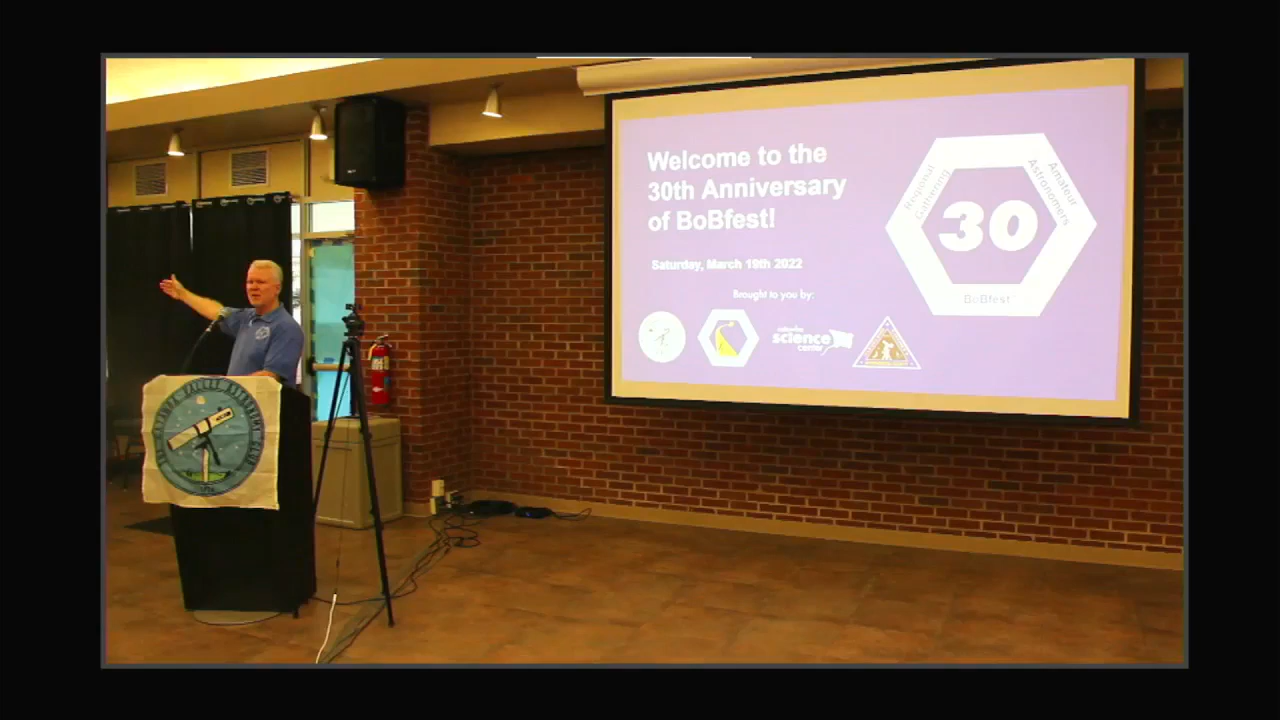 Welcome to the
30th Anniversary
of BoBfest!
Saturday, March 19th 2022
Brought to you by:
science
center
Regional
Gathering
Amateur
Astronomers
30
BoBfest